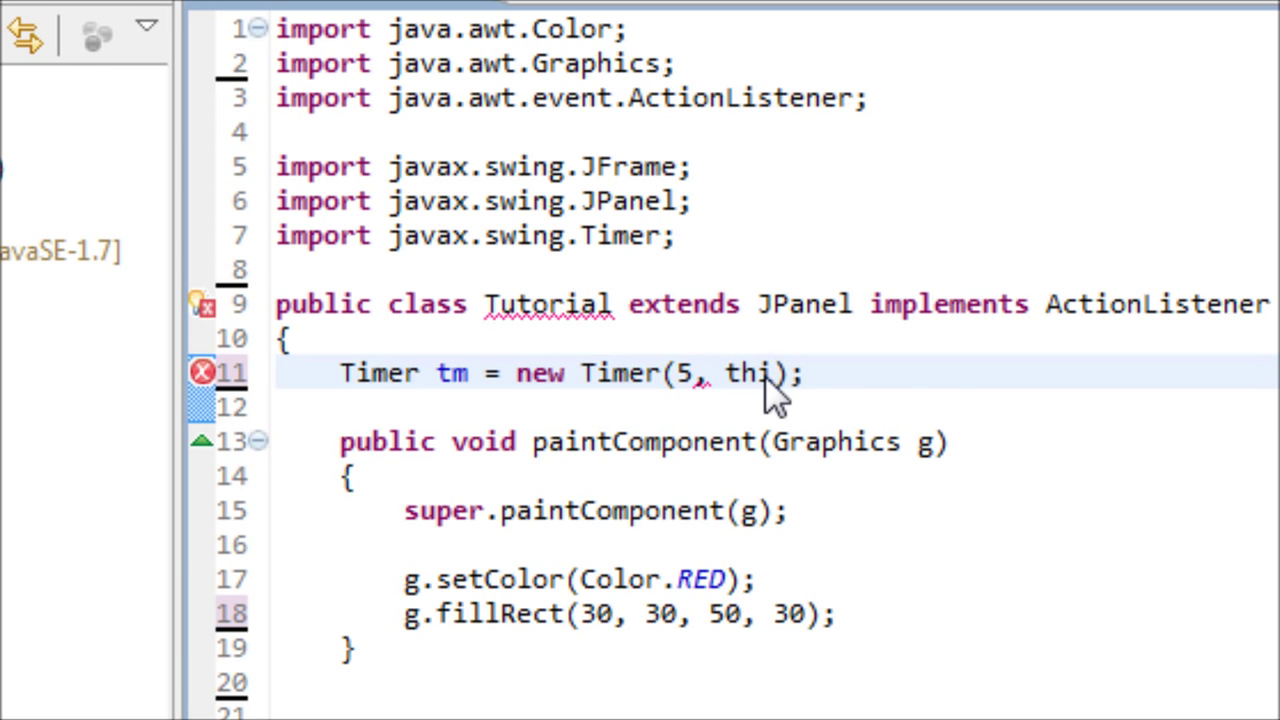 1 import java.awt.Color;
2 import java.awt.Graphics;
3 import java.awt.event.ActionListener;
4
5 import javax.swing.JFrame;
6 import javax.swing.JPanel;
7 import javax.swing.Timer;
8
avaSE-1.7]
9 public class Tutorial extends JPanel implements ActionListener
10 {
11 Timer tm = new Timer(5, thi);
12
13 public void paintComponent(Graphics g)
14 {
15 super.paintComponent(g);
16
17 g.setColor(Color.RED);
18 g.fillRect(30, 30, 50, 30);
19 }
20
21